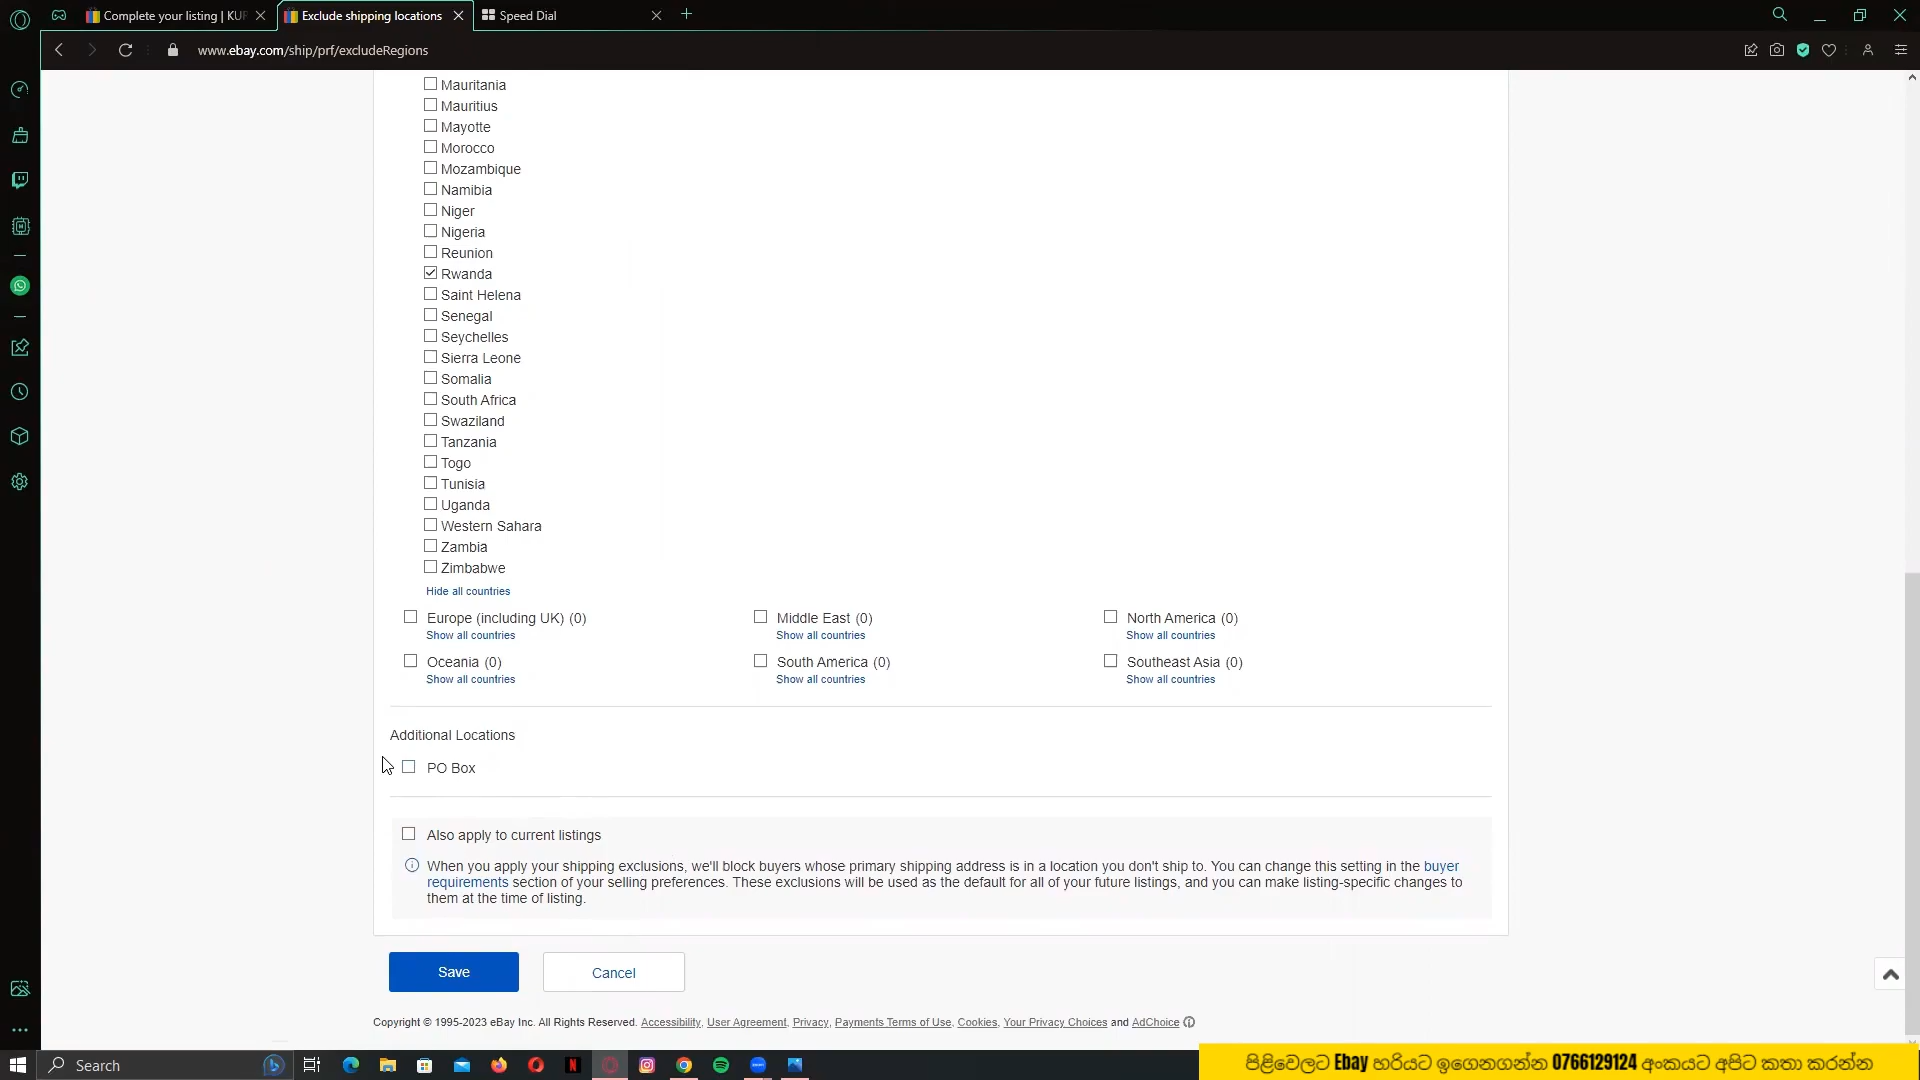 Complete your listing | KUR
Exclude shipping locations
Speed Dial
www.ebay.com/ship/prf/excludeRegions
Mauritania
Mauritius
Mayotte
Morocco
Mozambique
Namibia
Niger
Nigeria
Reunion
Rwanda
Saint Helena
Senegal
Seychelles
Sierra Leone
Somalia
South Africa
Swaziland
Tanzania
Togo
Tunisia
Uganda
Western Sahara
Zambia
Zimbabwe
Hide all countries
Europe (including UK) (0) Middle East (0) North America (0)
Show all countries Show all countries Show all countries
Oceania (0) South America (0) Southeast Asia (0)
Show all countries Show all countries Show all countries
Additional Locations
PO Box
Also apply to current listings
When you apply your shipping exclusions, we'll block buyers whose primary shipping address is in a location you don't ship to. You can change this setting in the buyer
requirements section of your selling preferences. These exclusions will be used as the default for all of your future listings, and you can make listing-specific changes to
them at the time of listing.
Save Cancel
Copyright © 1995-2023 eBay Inc. All Rights Reserved. Accessibility, User Agreement, Privacy, Payments Terms of Use, Cookies, Your Privacy Choices and AdChoice
Search
පිළිවෙලට Ebay හරියට ඉගෙනගන්න 0766129124 අංකයට අපිට කතා කරන්න